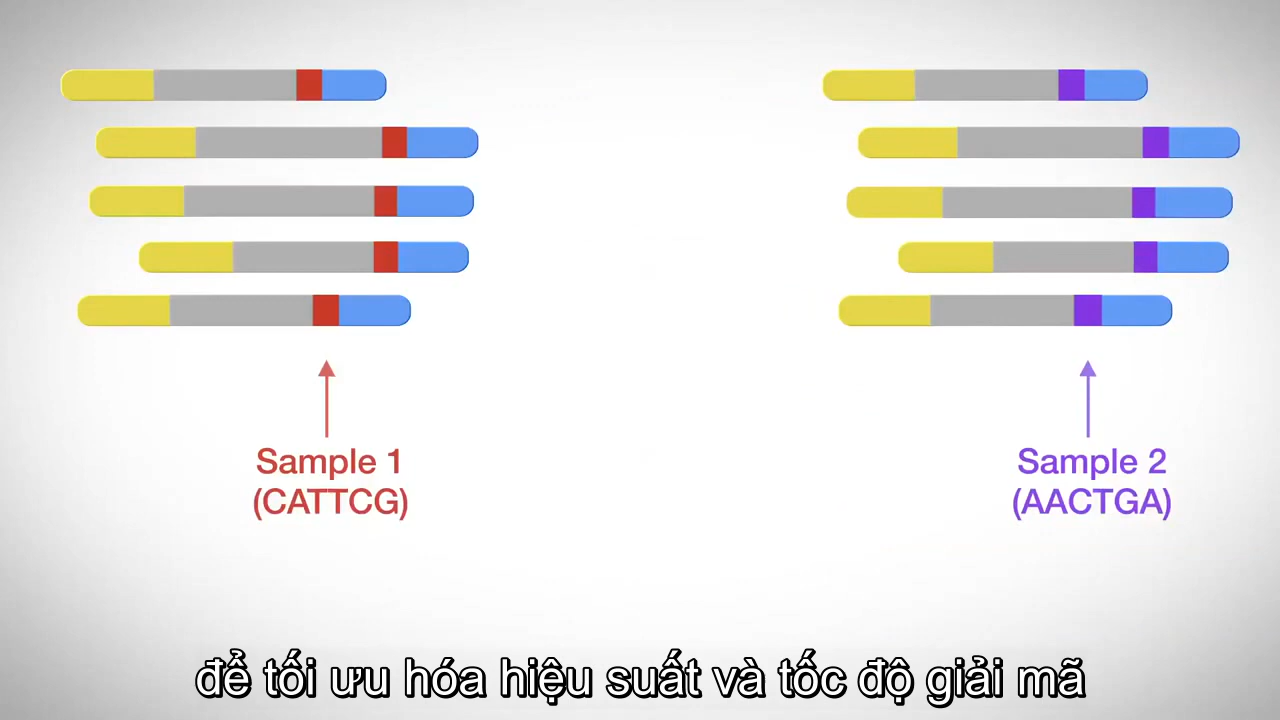 Sample 1
(CATTCG)
Sample 2
(AACTGA)
để tối ưu hóa hiệu suất và tốc độ giải mã